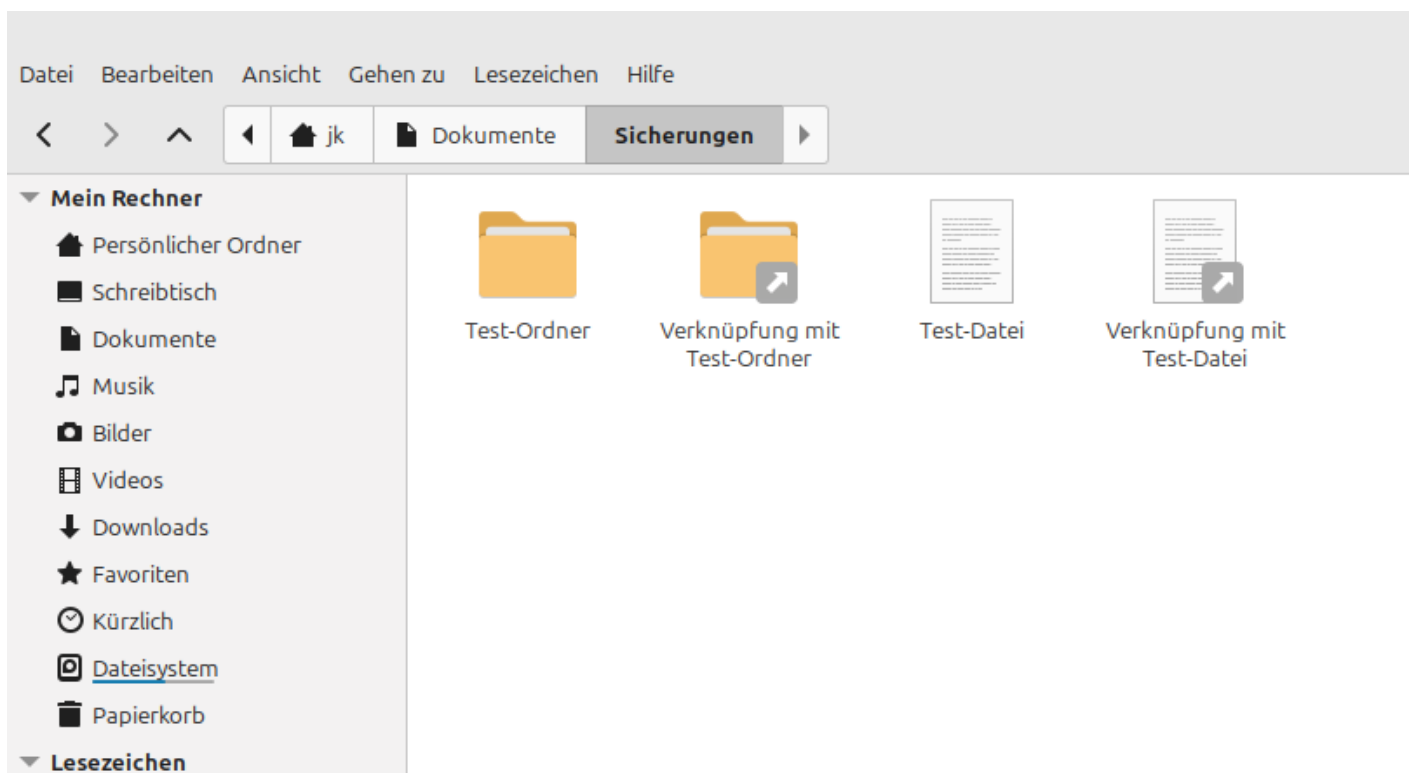 Datei Bearbeiten Ansicht Gehen zu Lesezeichen Hilfe
jk Dokumente Sicherungen
Mein Rechner
Persönlicher Ordner
Schreibtisch
Dokumente
Musik
Bilder
Videos
Downloads
Favoriten
Kürzlich
Dateisystem
Papierkorb
Lesezeichen
Test-Ordner
Verknüpfung mit
Test-Ordner
Test-Datei
Verknüpfung mit
Test-Datei